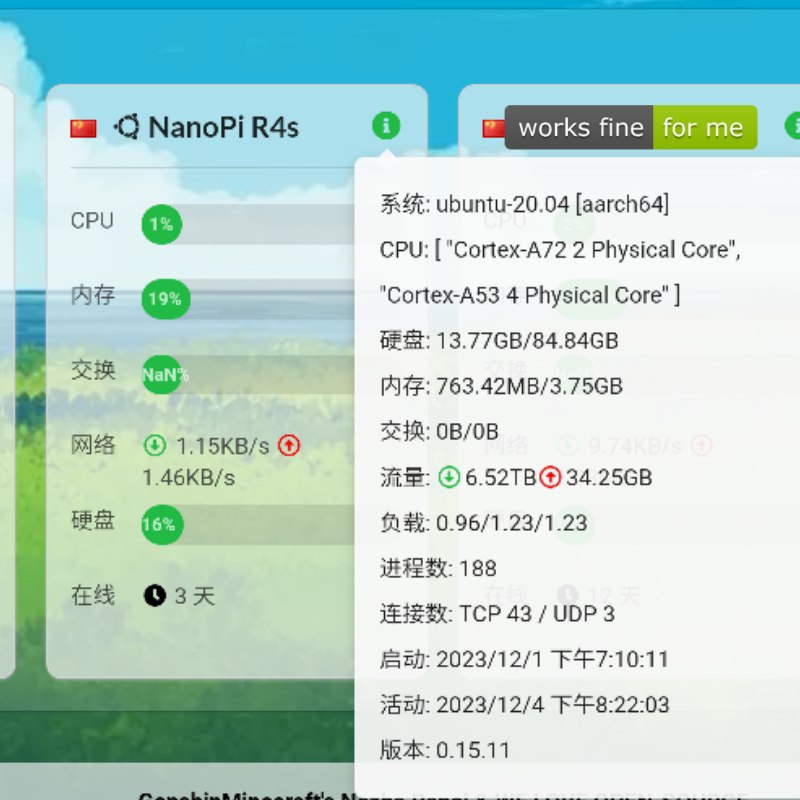 NanoPi R4s
works fine for me
CPU 1%
内存 19%
交换 NaN%
网络 1.15KB/s
1.46KB/s
硬盘 16%
在线 3 天
系统: ubuntu-20.04 [aarch64]
CPU: [ "Cortex-A72 2 Physical Core",
"Cortex-A53 4 Physical Core" ]
硬盘: 13.77GB/84.84GB
内存: 763.42MB/3.75GB
交换: 0B/0B
流量: 6.52TB 34.25GB
负载: 0.96/1.23/1.23
进程数: 188
连接数: TCP 43 / UDP 3
启动: 2023/12/1 下午7:10:11
活动: 2023/12/4 下午8:22:03
版本: 0.15.11
CPU
交换
网络 9.74KB/s
在线 12 天